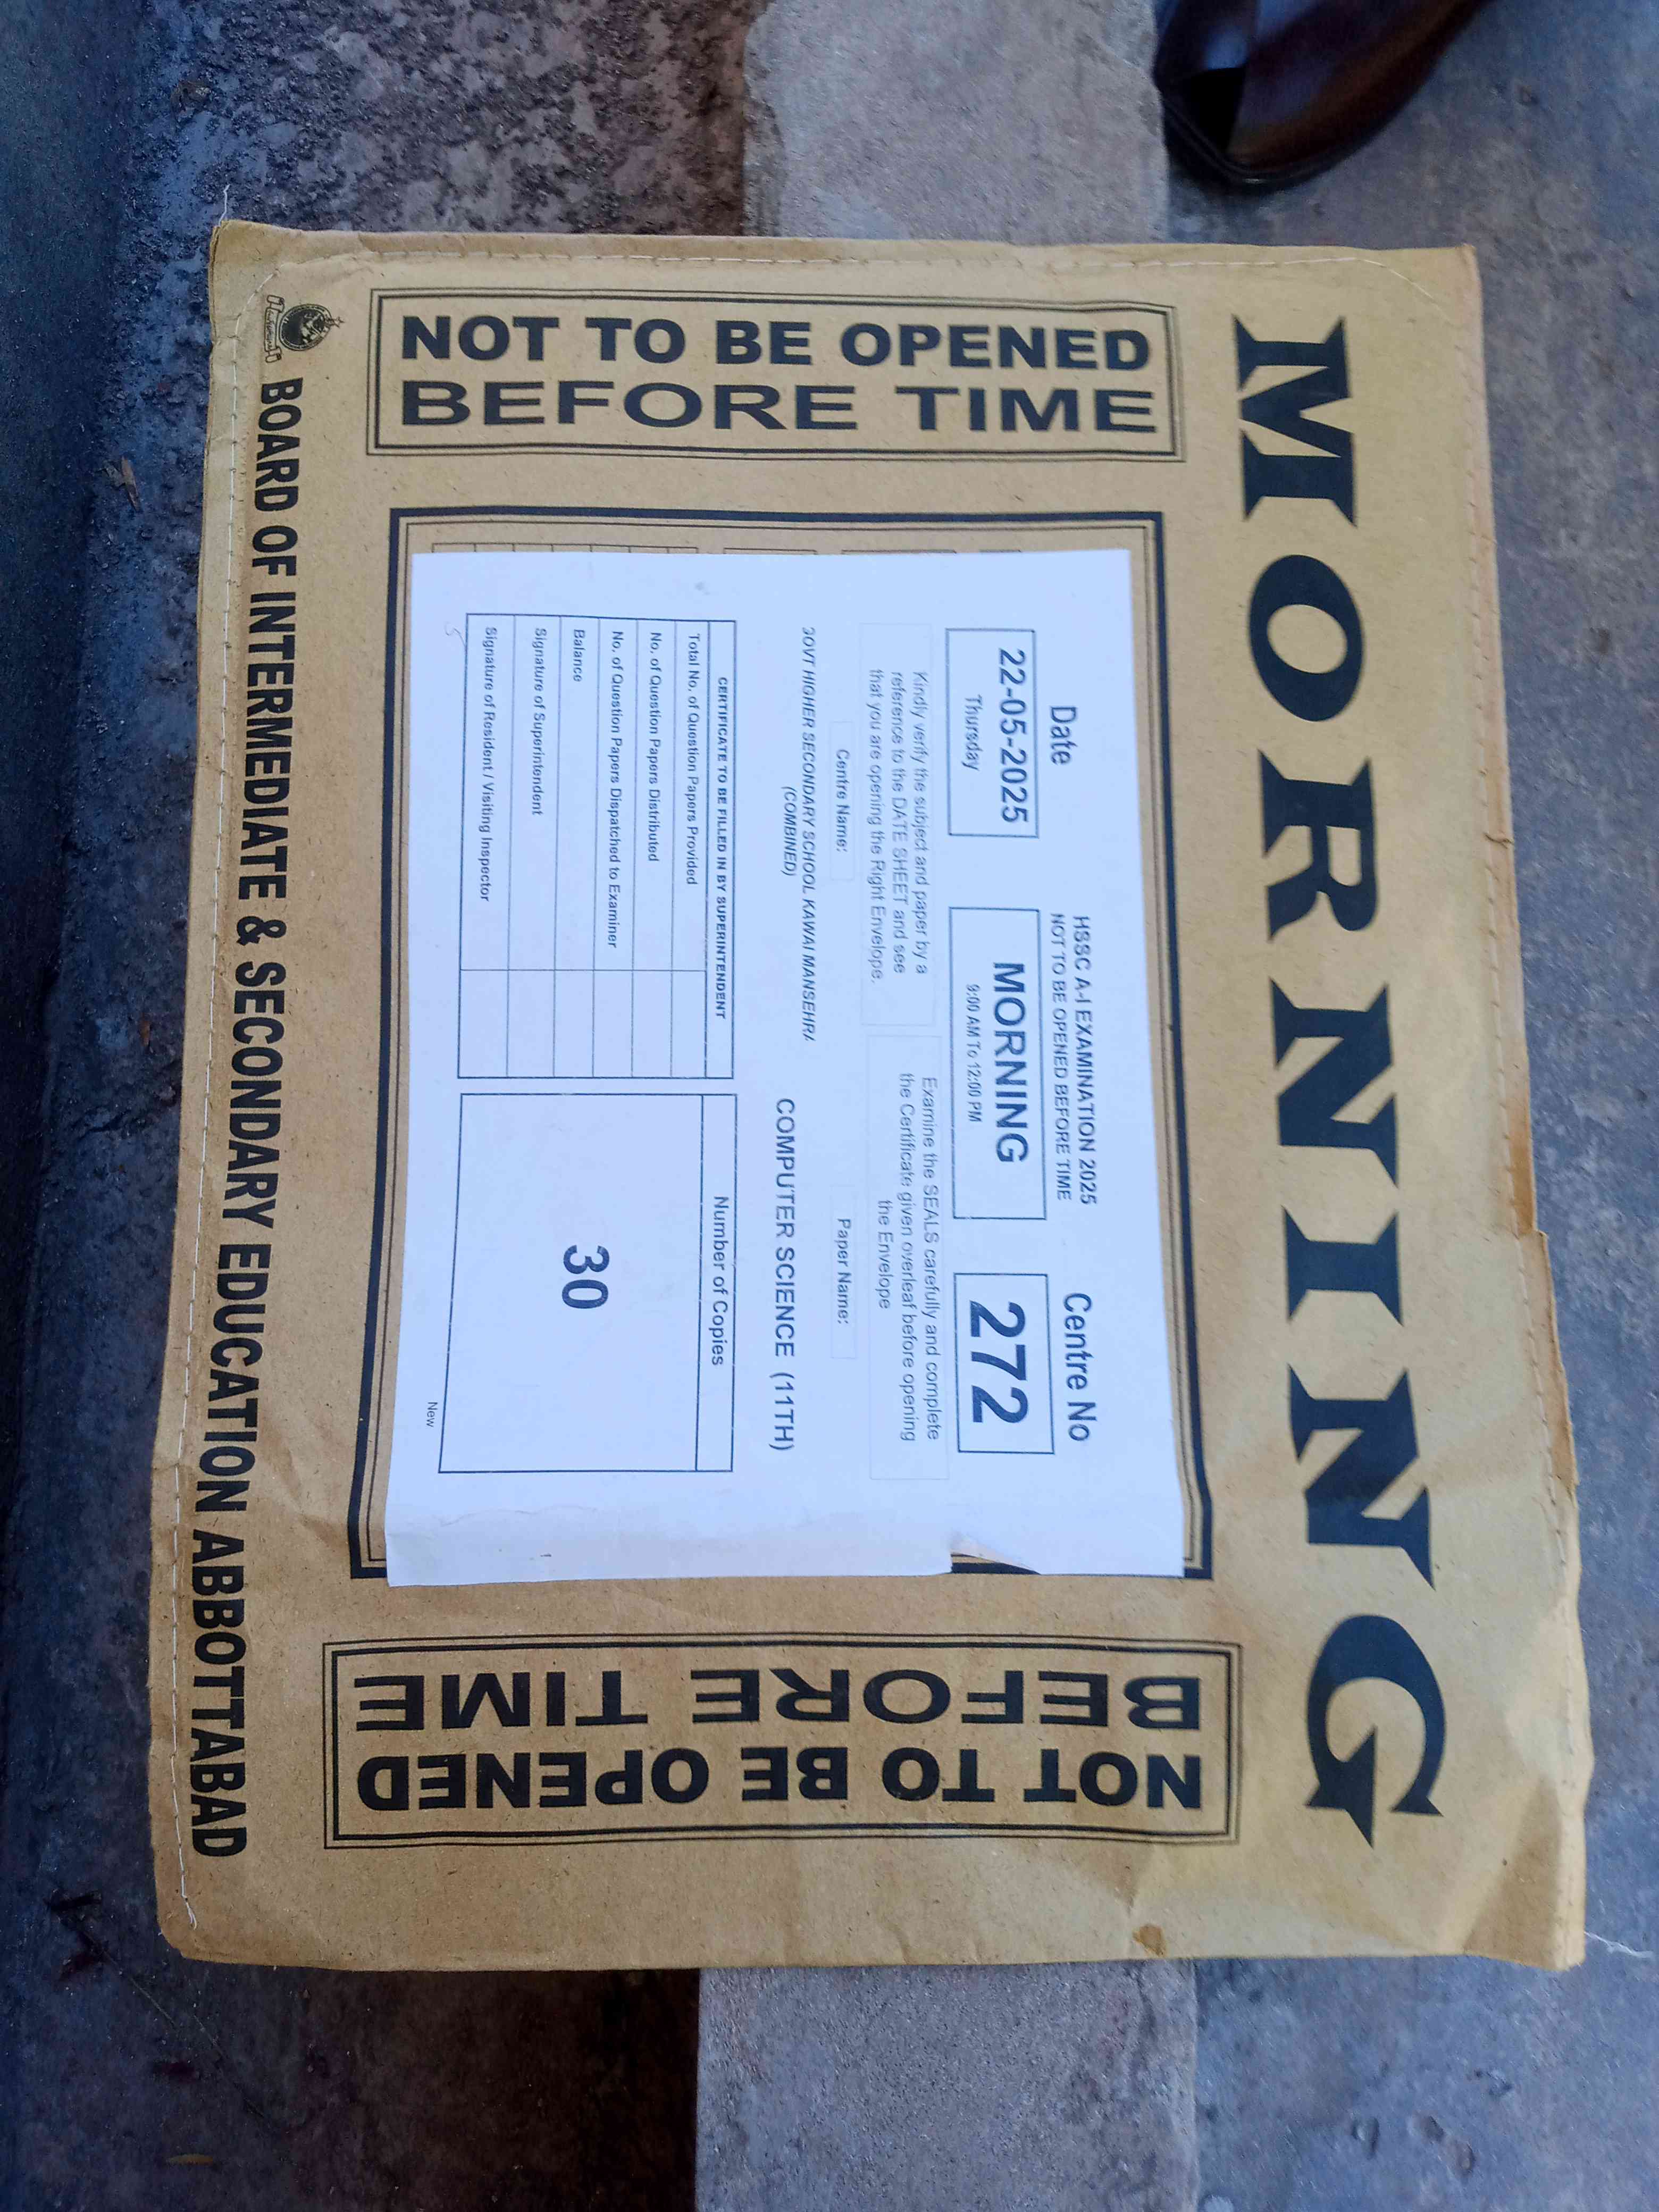 MORNING
NOT TO BE OPENED
BEFORE TIME
Date
HSSC A-I EXAMINATION 2025
NOT TO BE OPENED BEFORE TIME
Centre No
22-05-2025
Thursday
MORNING
9:00 AM To 12:00 PM
272
Kindly verify the subject and paper by a
reference to the DATE SHEET and see
that you are opening the Right Envelope.
Examine the SEALS carefully and complete
the Certificate given overleaf before opening
the Envelope
Centre Name:
Paper Name:
GOVT HIGHER SECONDARY SCHOOL KAWAI MANSEHRA
(COMBINED)
COMPUTER SCIENCE (11TH)
CERTIFICATE TO BE FILLED IN BY SUPERINTENDENT
Total No. of Question Papers Provided
No. of Question Papers Distributed
No. of Question Papers Dispatched to Examiner
Balance
Signature of Superintendent
Signature of Resident / Visiting Inspector
Number of Copies
30
New
NOT TO BE OPENED
BEFORE TIME
BOARD OF INTERMEDIATE & SECONDARY EDUCATION ABBOTTABAD